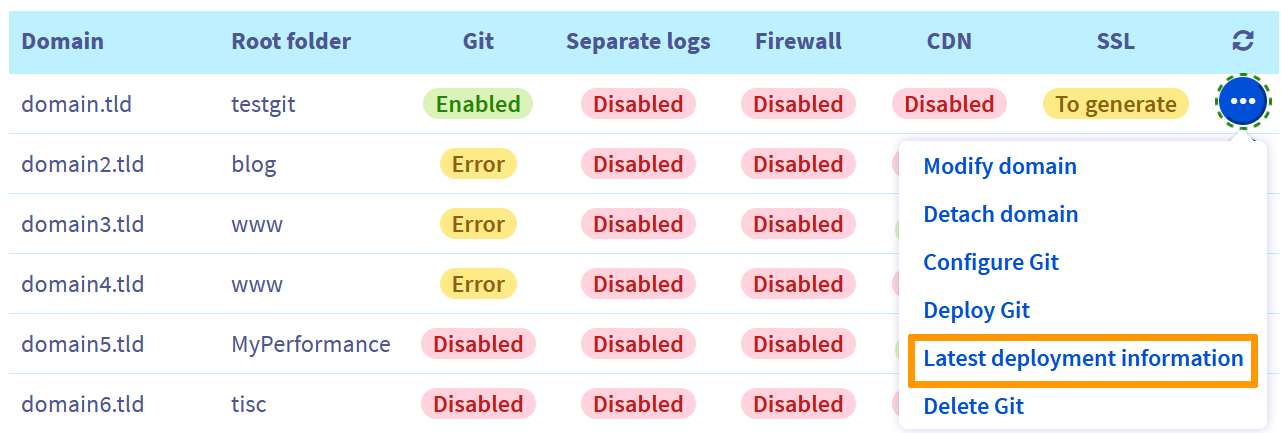 Domain Root folder Git Separate logs Firewall CDN SSL
domain.tld testgit Enabled Disabled Disabled Disabled To generate
domain2.tld blog Error Disabled Disabled
Modify domain
domain3.tld www Error Disabled Disabled
Detach domain
Configure Git
domain4.tld www Error Disabled Disabled
Deploy Git
domain5.tld MyPerformance Disabled Disabled Disabled
Latest deployment information
domain6.tld tisc Disabled Disabled Disabled
Delete Git